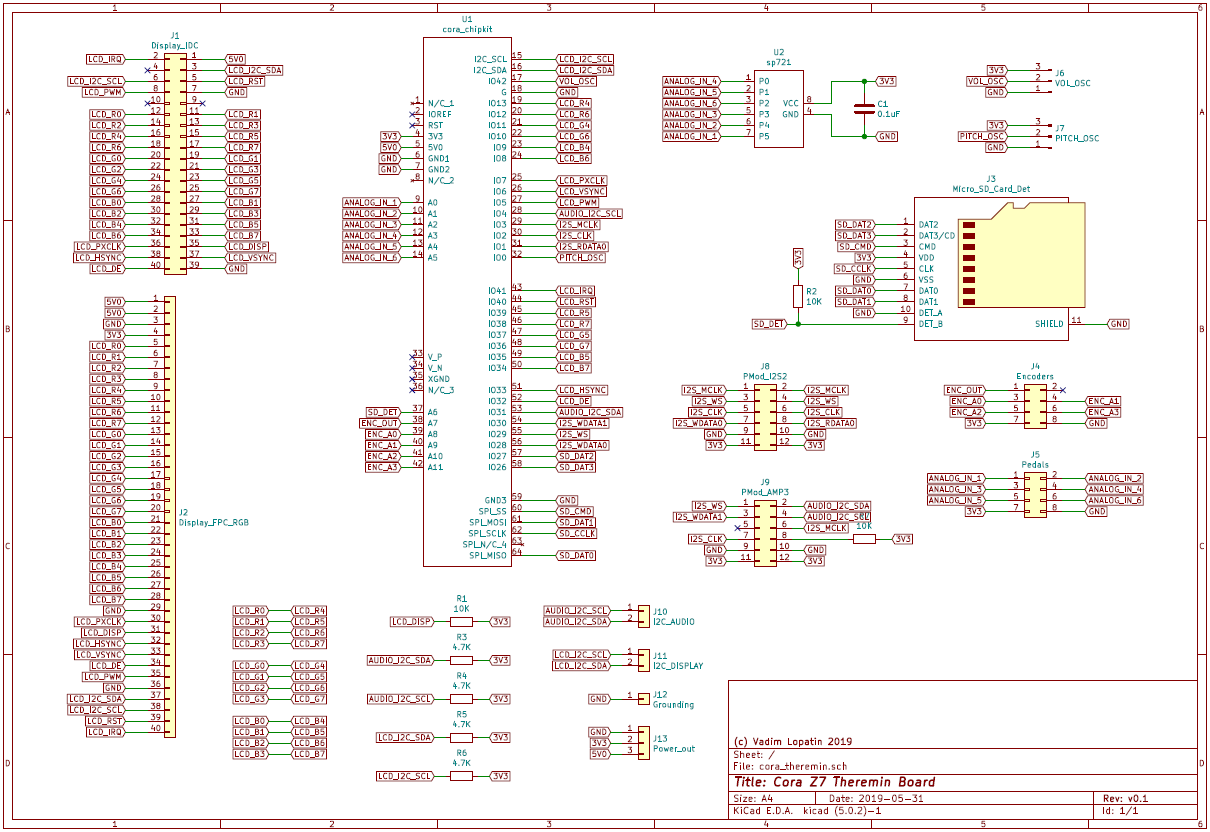 1 2 3 4 5 6
A
B
C
D
J1
Display_IDC
LCD_IRQ 2 1 5V0
4 3 LCD_I2C_SDA
LCD_I2C_SCL 6 5 LCD_RST
LCD_PWM 8 7 GND
10 9
LCD_R0 12 11 LCD_R1
LCD_R2 14 13 LCD_R3
LCD_R4 16 15 LCD_R5
LCD_R6 18 17 LCD_R7
LCD_G0 20 19 LCD_G1
LCD_G2 22 21 LCD_G3
LCD_G4 24 23 LCD_G5
LCD_G6 26 25 LCD_G7
LCD_B0 28 27 LCD_B1
LCD_B2 30 29 LCD_B3
LCD_B4 32 31 LCD_B5
LCD_B6 34 33 LCD_B7
LCD_PXCLK 36 35 LCD_DISP
LCD_HSYNC 38 37 LCD_VSYNC
LCD_DE 40 39 GND
5V0 1
5V0 2
GND 3
3V3 4
LCD_R0 5
LCD_R1 6
LCD_R2 7
LCD_R3 8
LCD_R4 9
LCD_R5 10
LCD_R6 11
LCD_R7 12
LCD_G0 13
LCD_G1 14
LCD_G2 15
LCD_G3 16
LCD_G4 17
LCD_G5 18
LCD_G6 19
LCD_G7 20
LCD_B0 21
LCD_B1 22
LCD_B2 23
LCD_B3 24
LCD_B4 25
LCD_B5 26
LCD_B6 27
LCD_B7 28
GND 29
LCD_PXCLK 30
LCD_DISP 31
LCD_HSYNC 32
LCD_VSYNC 33
LCD_DE 34
LCD_PWM 35
GND 36
LCD_I2C_SDA 37
LCD_I2C_SCL 38
LCD_RST 39
LCD_IRQ 40
J2
Display_FPC_RGB
LCD_R0 LCD_R4
LCD_R1 LCD_R5
LCD_R2 LCD_R6
LCD_R3 LCD_R7
LCD_G0 LCD_G4
LCD_G1 LCD_G5
LCD_G2 LCD_G6
LCD_G3 LCD_G7
LCD_B0 LCD_B4
LCD_B1 LCD_B5
LCD_B2 LCD_B6
LCD_B3 LCD_B7
U1
cora_chipkit
1 N/C_1
2 IOREF
3 RST
3V3 4 3V3
5V0 5 5V0
GND 6 GND1
GND 7 GND2
8 N/C_2
ANALOG_IN_1 9 A0
ANALOG_IN_2 10 A1
ANALOG_IN_3 11 A2
ANALOG_IN_4 12 A3
ANALOG_IN_5 13 A4
ANALOG_IN_6 14 A5
33 V_P
34 V_N
35 XGND
36 N/C_3
SD_DET 37 A6
ENC_OUT 38 A7
ENC_A0 39 A8
ENC_A1 40 A9
ENC_A2 41 A10
ENC_A3 42 A11
I2C_SCL 15 LCD_I2C_SCL
I2C_SDA 16 LCD_I2C_SDA
IO42 17 VOL_OSC
G 18 GND
IO13 19 LCD_R4
IO12 20 LCD_R6
IO11 21 LCD_G4
IO10 22 LCD_G6
IO9 23 LCD_B4
IO8 24 LCD_B6
IO7 25 LCD_PXCLK
IO6 26 LCD_VSYNC
IO5 27 LCD_PWM
IO4 28 AUDIO_I2C_SCL
IO3 29 I2S_MCLK
IO2 30 I2S_CLK
IO1 31 I2S_RDATA0
IO0 32 PITCH_OSC
IO41 43 LCD_IRQ
IO40 44 LCD_RST
IO39 45 LCD_R5
IO38 46 LCD_R7
IO37 47 LCD_G5
IO36 48 LCD_G7
IO35 49 LCD_B5
IO34 50 LCD_B7
IO33 51 LCD_HSYNC
IO32 52 LCD_DE
IO31 53 AUDIO_I2C_SDA
IO30 54 I2S_WDATA1
IO29 55 I2S_WS
IO28 56 I2S_WDATA0
IO27 57 SD_DAT2
IO26 58 SD_DAT3
GND3 59 GND
SPI_SS 60 SD_CMD
SPI_MOSI 61 SD_DAT1
SPI_SCLK 62 SD_CCLK
SPI_N/C_4 63
SPI_MISO 64 SD_DAT0
R1
10K
LCD_DISP 3V3
R3
4.7K
AUDIO_I2C_SDA 3V3
R4
4.7K
AUDIO_I2C_SCL 3V3
R5
4.7K
LCD_I2C_SDA 3V3
R6
4.7K
LCD_I2C_SCL 3V3
U2
sp721
ANALOG_IN_4 1 P0
ANALOG_IN_5 2 P1
ANALOG_IN_6 3 P2
ANALOG_IN_3 4 P3
ANALOG_IN_2 6 P4
ANALOG_IN_1 7 P5
VCC 8 3V3
GND 4 GND
C1
0.1uF
3V3 3 J6
VOL_OSC 2 VOL_OSC
GND 1
3V3 3 J7
PITCH_OSC 2 PITCH_OSC
GND 1
J3
Micro_SD_Card_Det
SD_DAT2 1 DAT2
SD_DAT3 2 DAT3/CD
SD_CMD 3 CMD
3V3 4 VDD
SD_CCLK 5 CLK
GND 6 VSS
SD_DAT0 7 DAT0
SD_DAT1 8 DAT1
GND 10 DET_A
SD_DET 9 DET_B
SHIELD 11 GND
3V3
R2
10K
J8
PMod_I2S2
I2S_MCLK 1 2 I2S_MCLK
I2S_WS 3 4 I2S_WS
I2S_CLK 5 6 I2S_CLK
I2S_WDATA0 7 8 I2S_RDATA0
GND 9 10 GND
3V3 11 12 3V3
J4
Encoders
ENC_OUT 1 2
ENC_A0 3 4 ENC_A1
ENC_A2 5 6 ENC_A3
3V3 7 8 GND
J5
Pedals
ANALOG_IN_1 1 2 ANALOG_IN_2
ANALOG_IN_3 3 4 ANALOG_IN_4
ANALOG_IN_5 5 6 ANALOG_IN_6
3V3 7 8 GND
J9
PMod_AMP3
I2S_WS 1 2 AUDIO_I2C_SDA
I2S_WDATA1 3 4 AUDIO_I2C_SCL
5 6 I2S_MCLK
I2S_CLK 7 8 10K 3V3
GND 9 10 GND
3V3 11 12 3V3
AUDIO_I2C_SCL 1 J10
AUDIO_I2C_SDA 2 I2C_AUDIO
LCD_I2C_SCL 1 J11
LCD_I2C_SDA 2 I2C_DISPLAY
GND 1 J12
Grounding
GND 1 J13
3V3 2 Power_out
5V0 3
(c) Vadim Lopatin 2019
Sheet: /
File: cora_theremin.sch
Title: Cora Z7 Theremin Board
Size: A4 Date: 2019-05-31 Rev: v0.1
KiCad E.D.A. kicad (5.0.2)-1 Id: 1/1
A
B
C
D
1 2 3 4 5 6